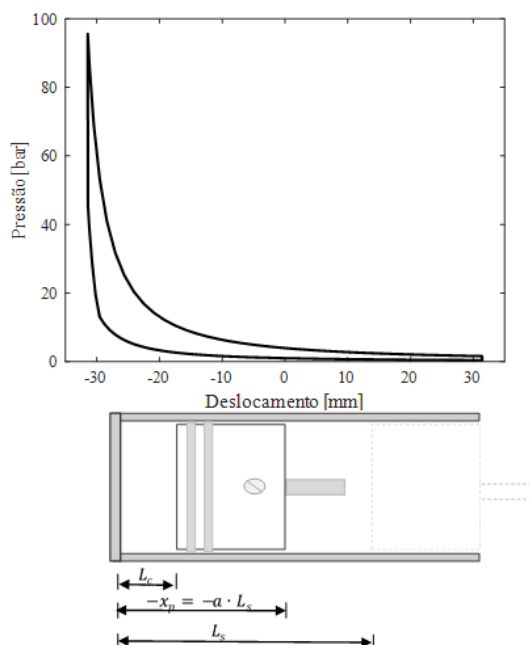 100
80
60
40
20
0
Pressão [bar]
-30 -20 -10 0 10 20 30
Deslocamento [mm]
L_c
-x_p = -a · L_s
L_s